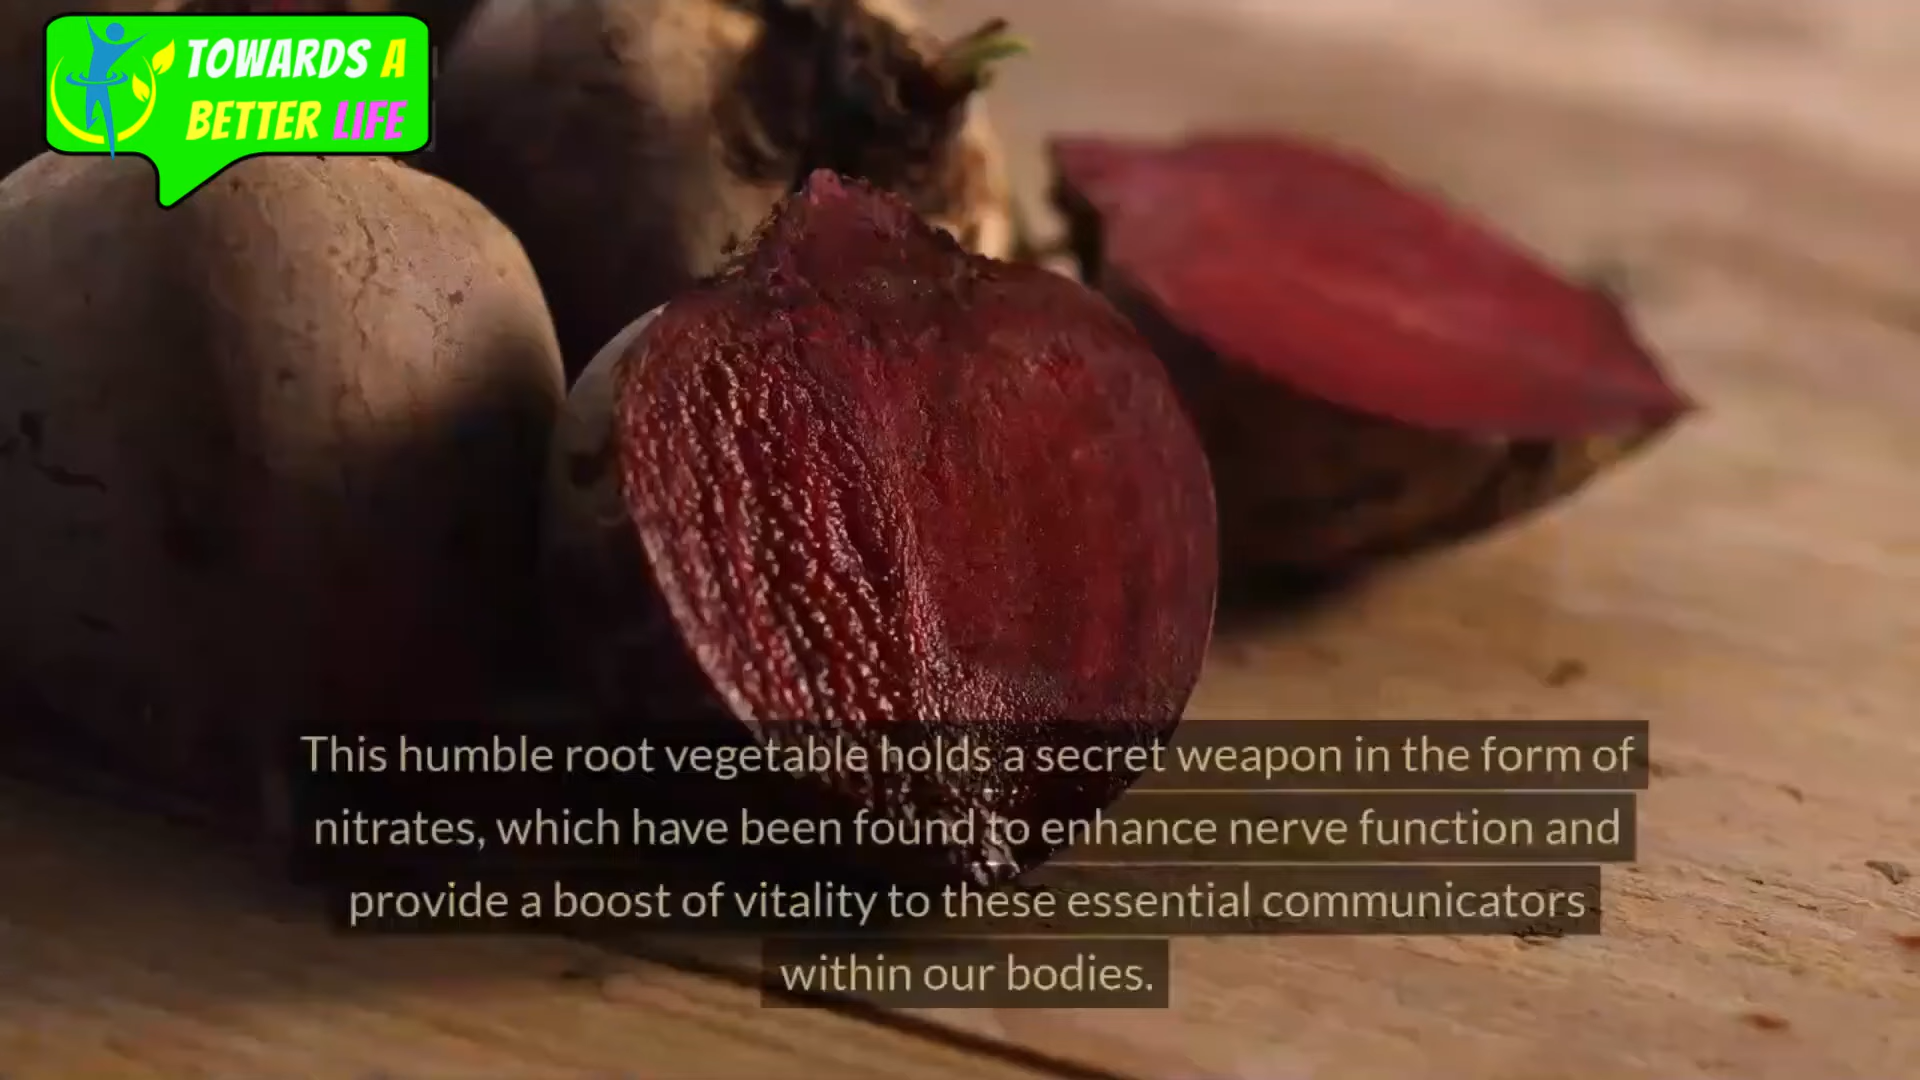 TOWARDS A
BETTER LIFE
This humble root vegetable holds a secret weapon in the form of
nitrates, which have been found to enhance nerve function and
provide a boost of vitality to these essential communicators
within our bodies.